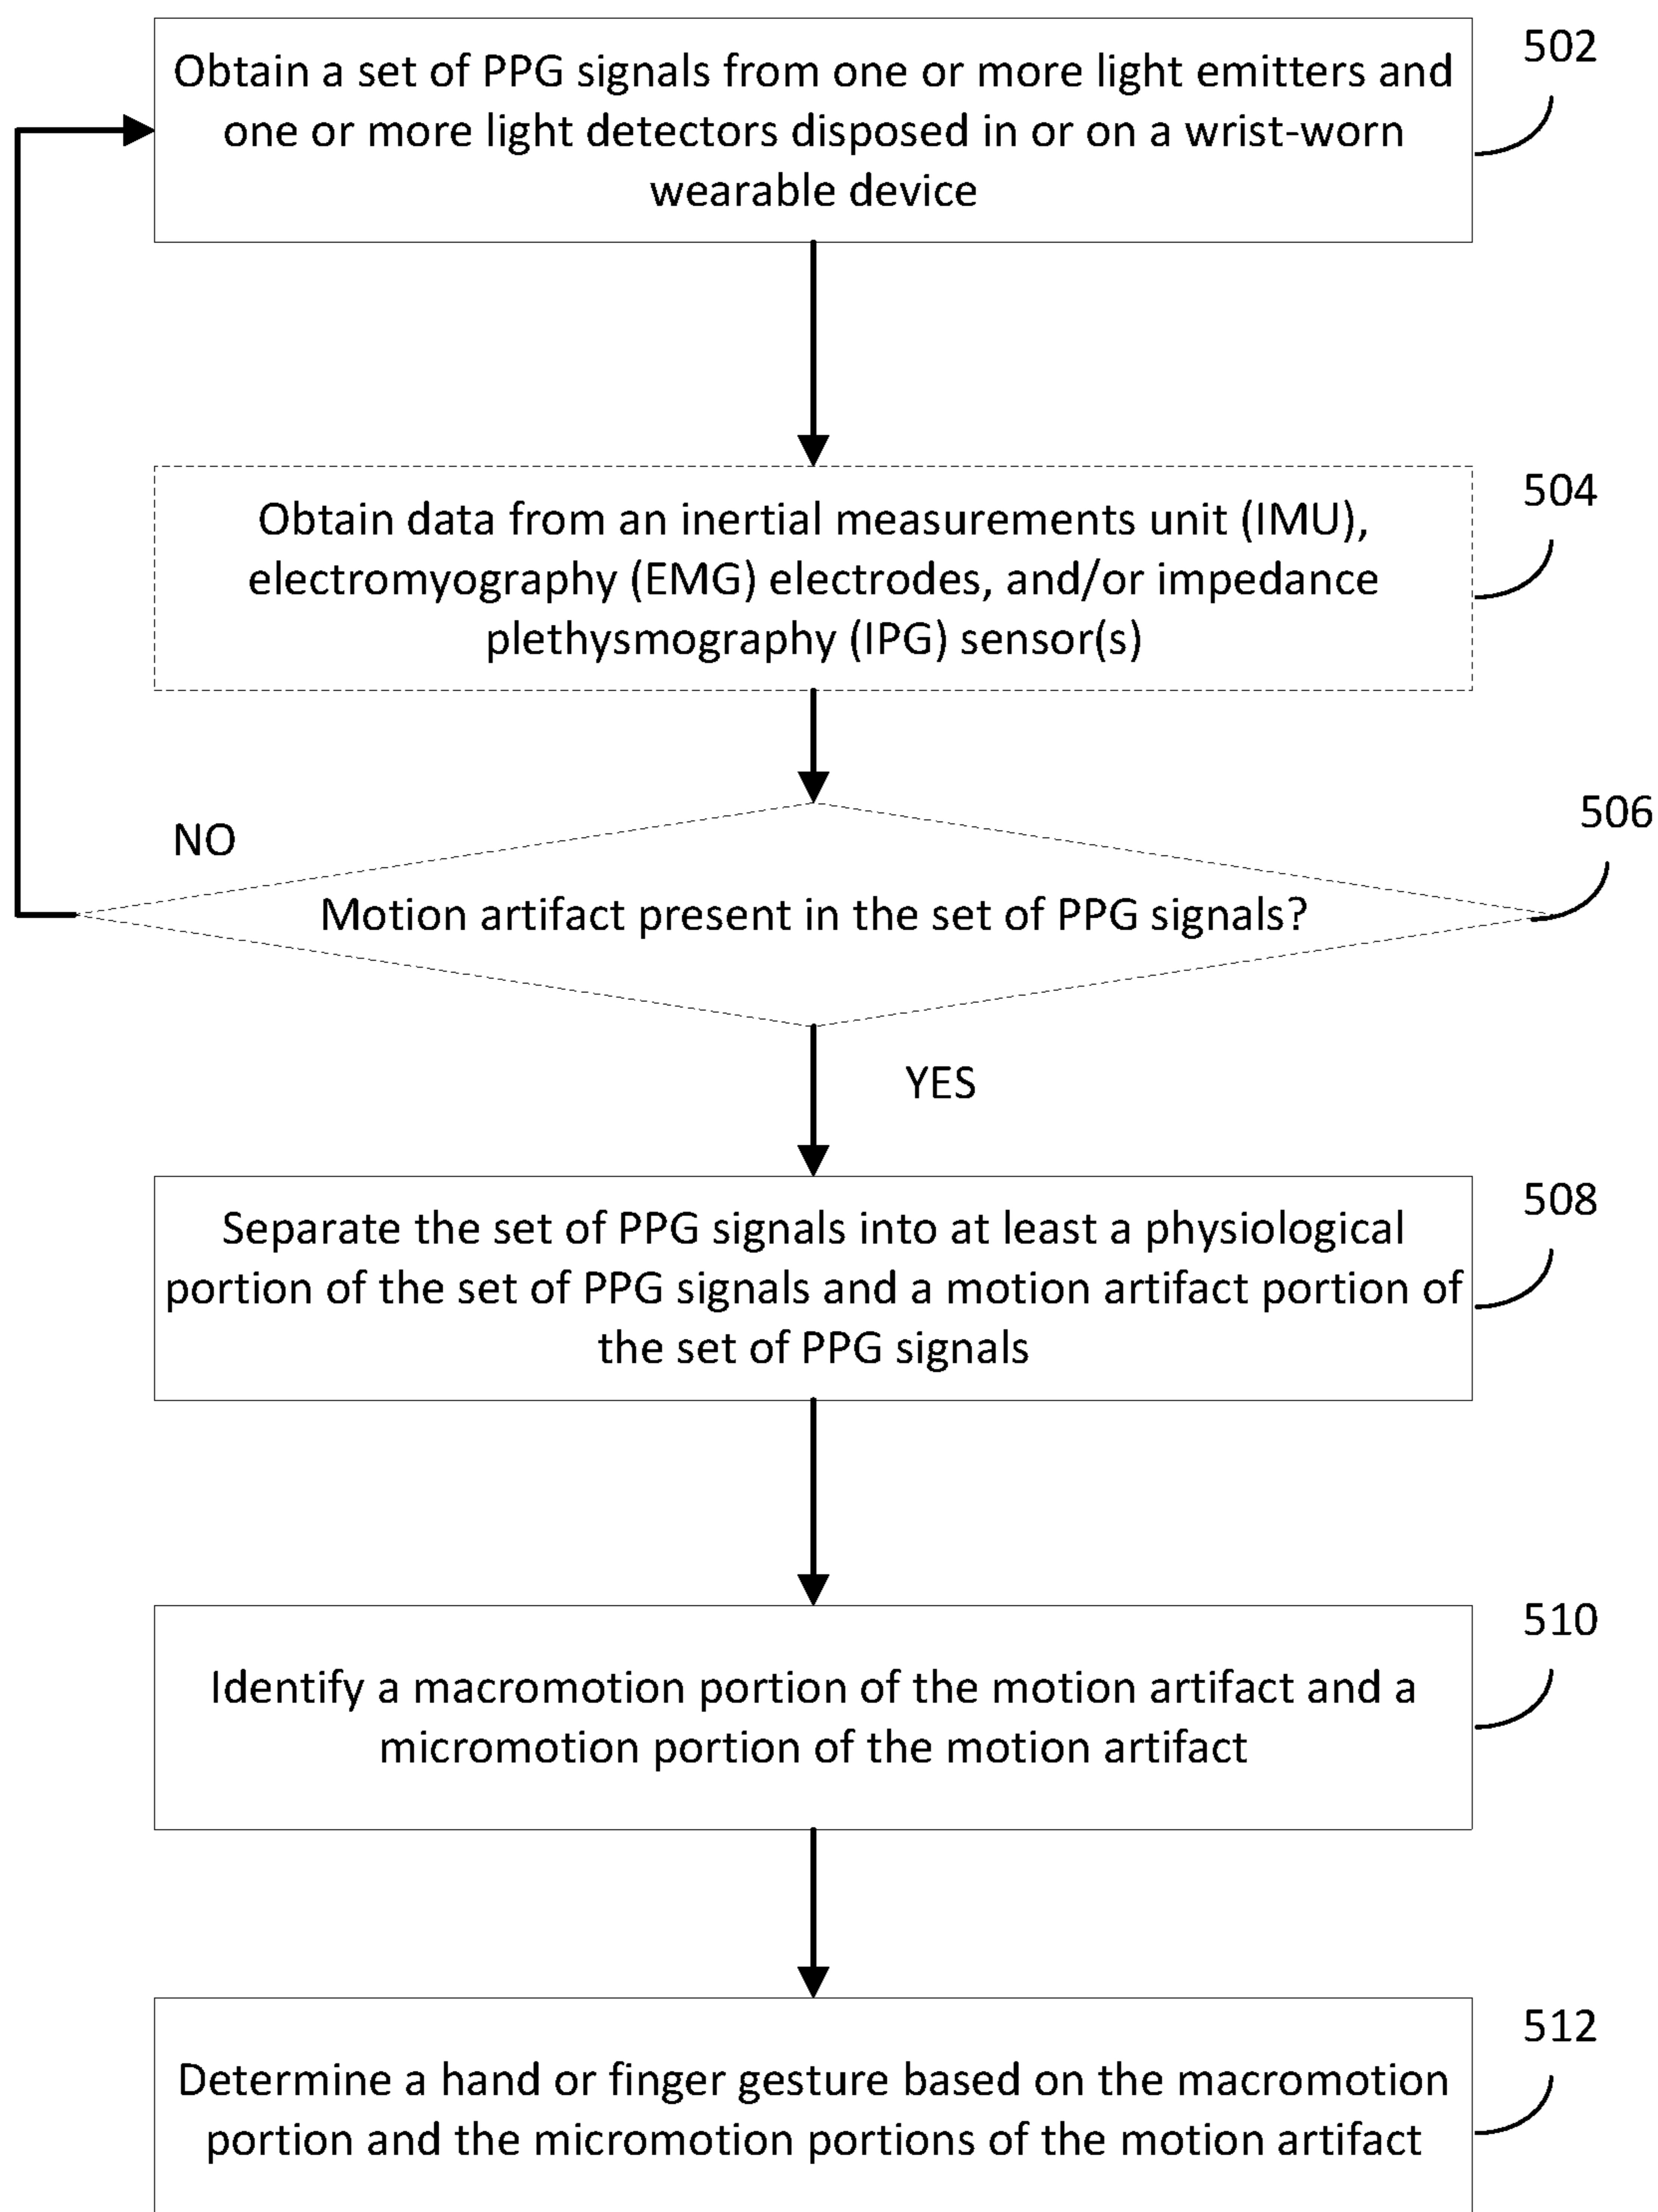 Obtain a set of PPG signals from one or more light emitters and
one or more light detectors disposed in or on a wrist-worn
wearable device
502
Obtain data from an inertial measurements unit (IMU),
electromyography (EMG) electrodes, and/or impedance
plethysmography (IPG) sensor(s)
504
NO
Motion artifact present in the set of PPG signals?
506
YES
Separate the set of PPG signals into at least a physiological
portion of the set of PPG signals and a motion artifact portion of
the set of PPG signals
508
Identify a macromotion portion of the motion artifact and a
micromotion portion of the motion artifact
510
Determine a hand or finger gesture based on the macromotion
portion and the micromotion portions of the motion artifact
512